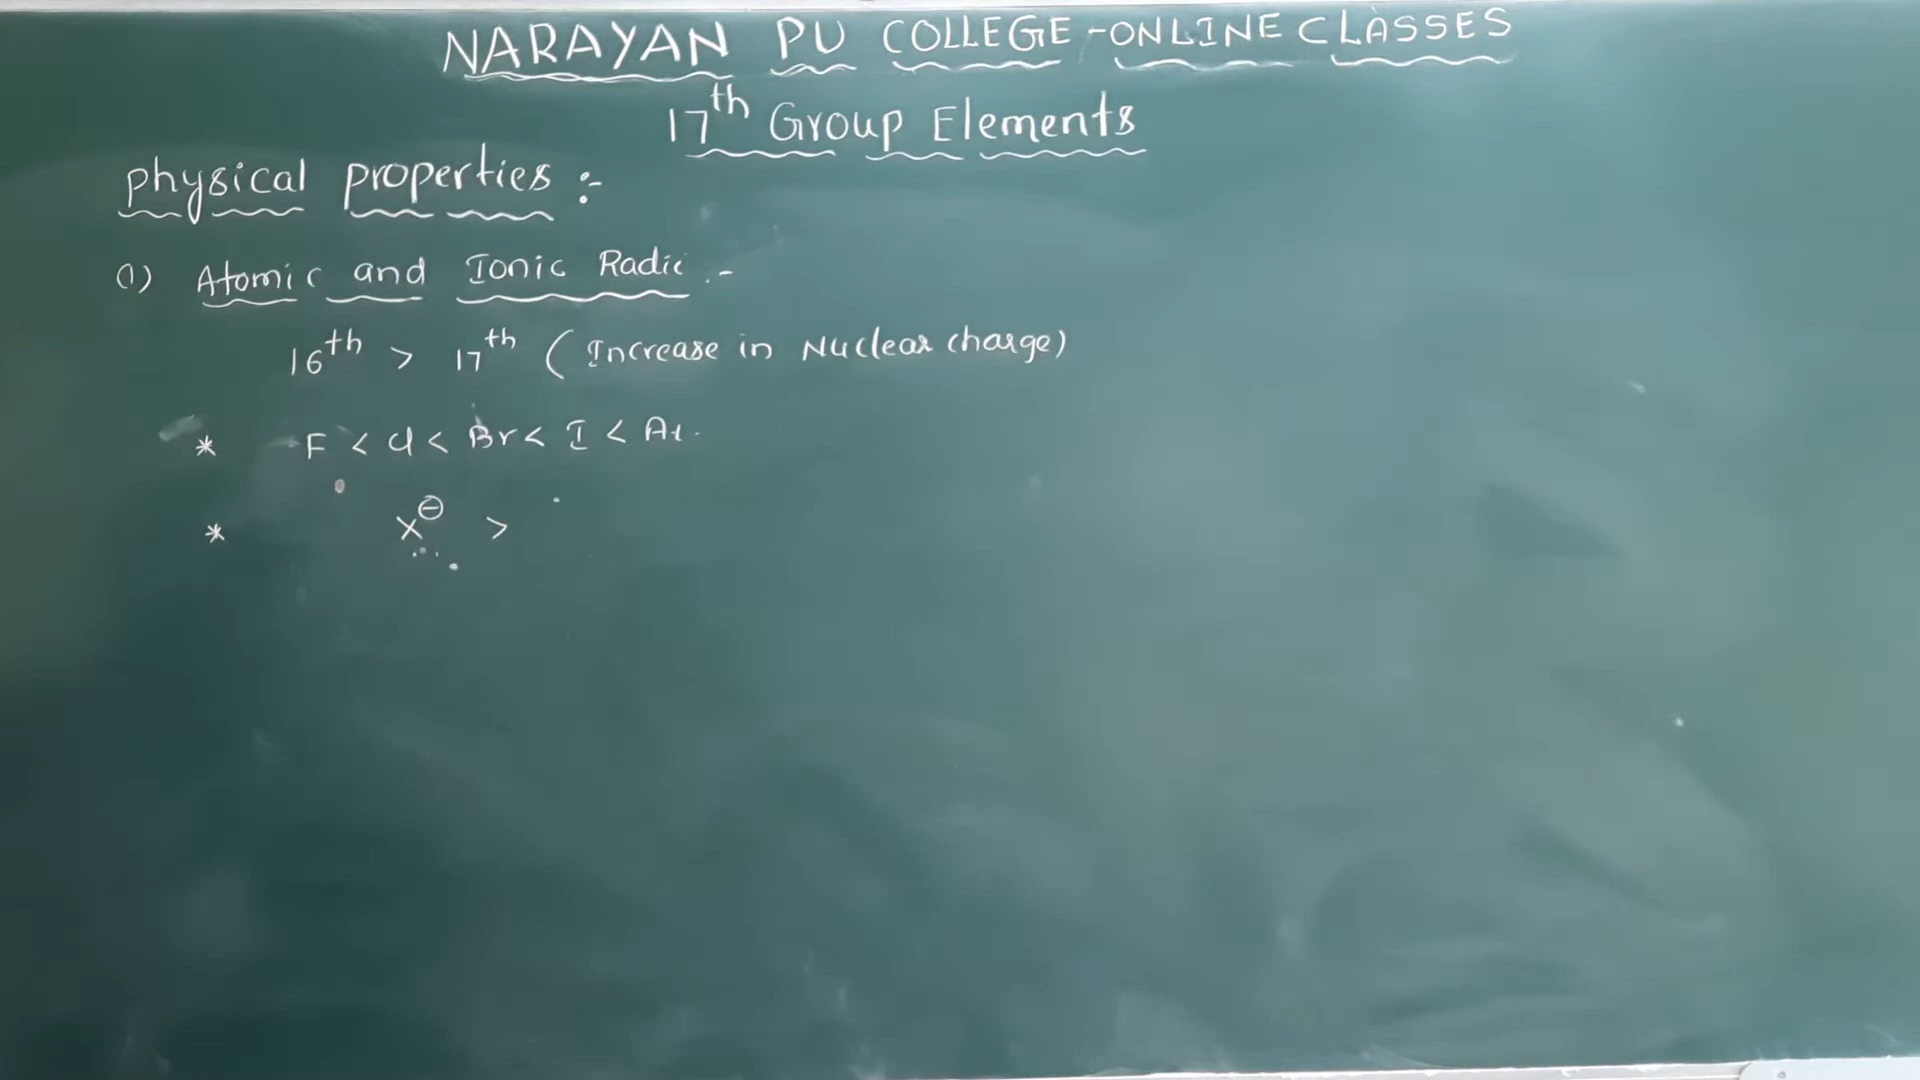 NARAYAN PU COLLEGE - ONLINE CLASSES
17th Group Elements
physical properties :-
(1) Atomic and Ionic Radii :-
16th > 17th (Increase in Nuclear charge)
* F < Cl < Br < I < At.
* X⊖ >